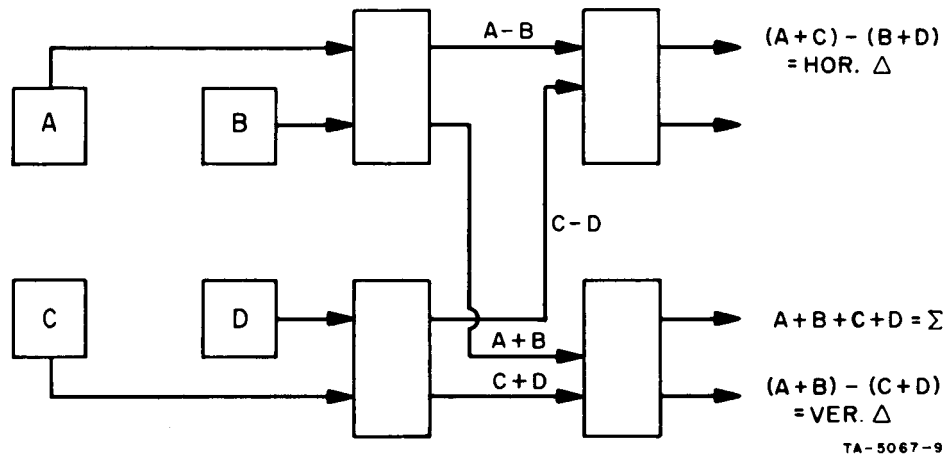 A−B
(A+C) − (B+D)
= HOR. Δ
A
B
C−D
C
D
A+B
A+B+C+D = Σ
C+D
(A+B) − (C+D)
= VER. Δ
TA-5067-9